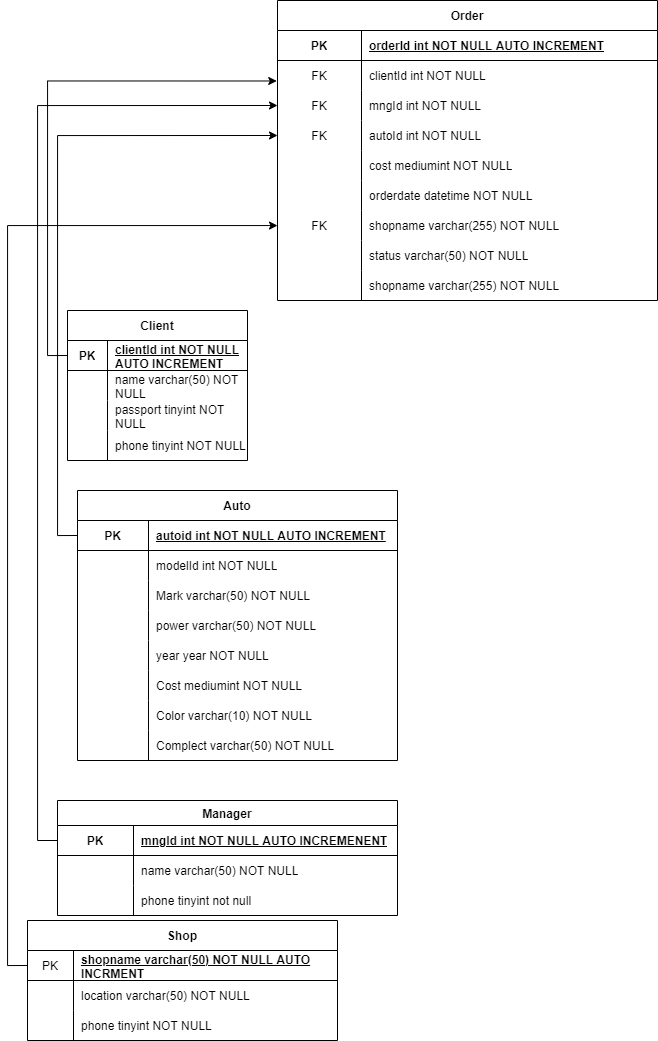 Order
PK orderId int NOT NULL AUTO INCREMENT
FK clientId int NOT NULL
FK mngId int NOT NULL
FK autoId int NOT NULL
cost mediumint NOT NULL
orderdate datetime NOT NULL
FK shopname varchar(255) NOT NULL
status varchar(50) NOT NULL
shopname varchar(255) NOT NULL
Client
PK clientId int NOT NULL
AUTO INCREMENT
name varchar(50) NOT
NULL
passport tinyint NOT
NULL
phone tinyint NOT NULL
Auto
PK autoid int NOT NULL AUTO INCREMENT
modelId int NOT NULL
Mark varchar(50) NOT NULL
power varchar(50) NOT NULL
year year NOT NULL
Cost mediumint NOT NULL
Color varchar(10) NOT NULL
Complect varchar(50) NOT NULL
Manager
PK mngId int NOT NULL AUTO INCREMENENT
name varchar(50) NOT NULL
phone tinyint not null
Shop
PK shopname varchar(50) NOT NULL AUTO
INCRMENT
location varchar(50) NOT NULL
phone tinyint NOT NULL